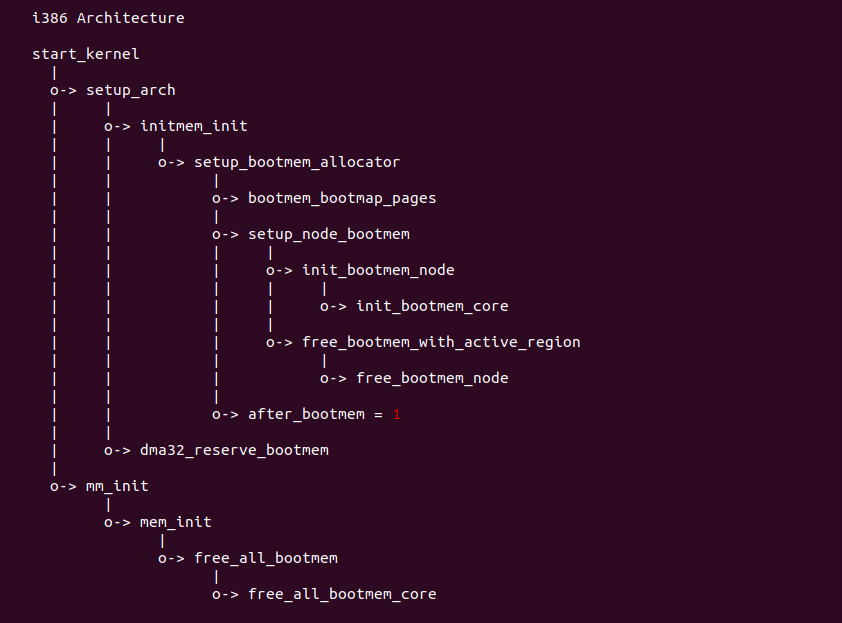 i386 Architecture
start_kernel
|
o-> setup_arch
|     |
|     o-> initmem_init
|     |     |
|     |     o-> setup_bootmem_allocator
|     |           |
|     |           o-> bootmem_bootmap_pages
|     |           |
|     |           o-> setup_node_bootmem
|     |           |     |
|     |           |     o-> init_bootmem_node
|     |           |     |     |
|     |           |     |     o-> init_bootmem_core
|     |           |     |
|     |           |     o-> free_bootmem_with_active_region
|     |           |           |
|     |           |           o-> free_bootmem_node
|     |           |
|     |           o-> after_bootmem = 1
|     |
|     o-> dma32_reserve_bootmem
|
o-> mm_init
      |
      o-> mem_init
            |
            o-> free_all_bootmem
                  |
                  o-> free_all_bootmem_core